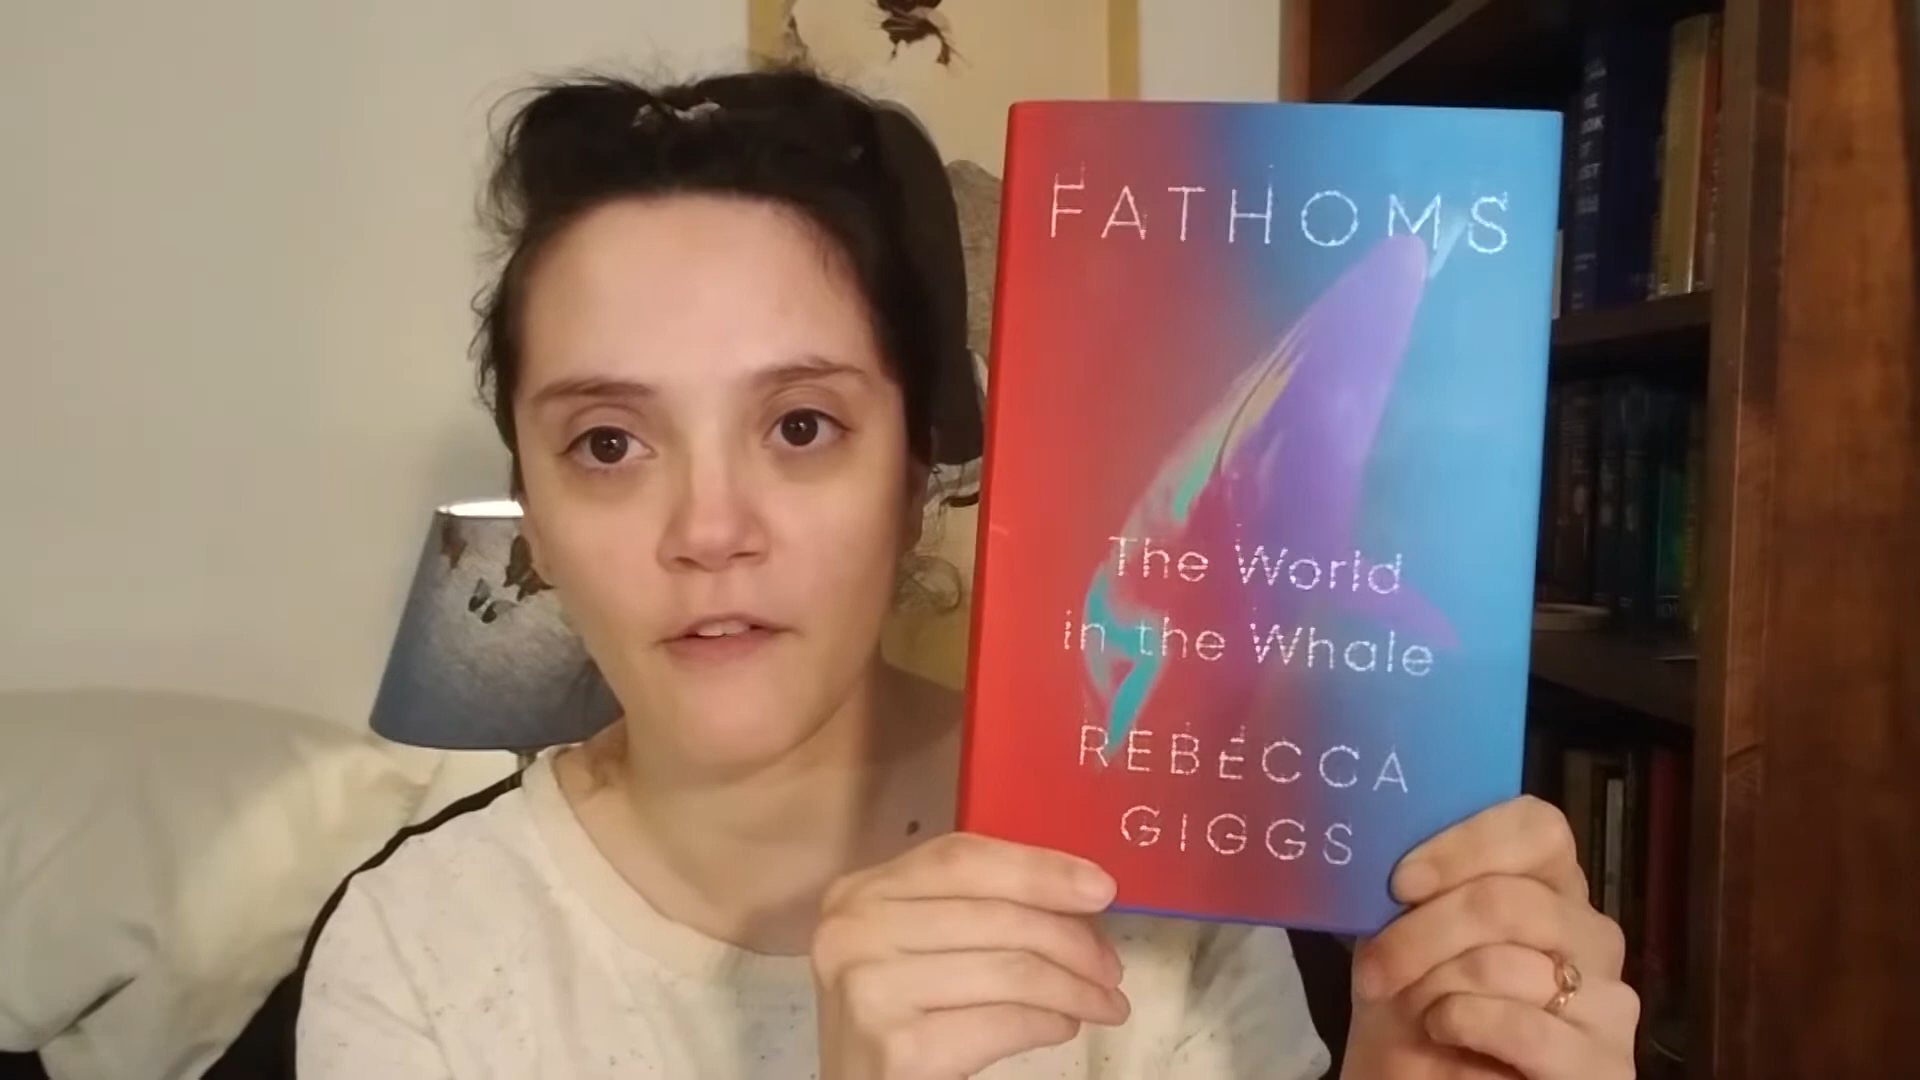 FATHOMS
The World
in the Whale
REBECCA
GIGGS